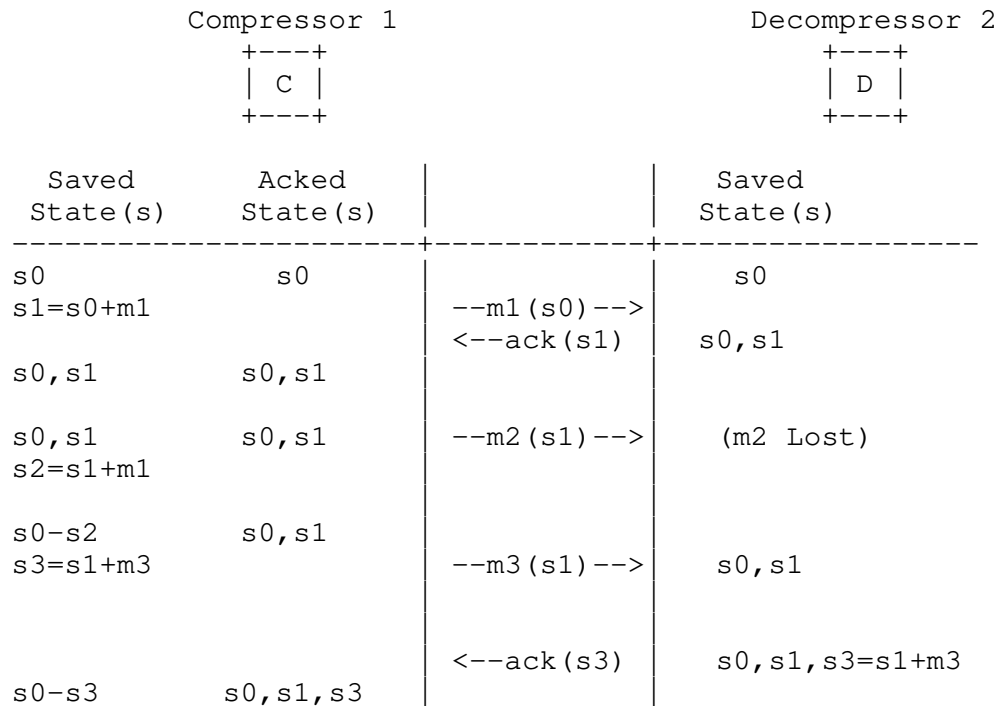 Compressor 1                    Decompressor 2
+---+                           +---+
| C |                           | D |
+---+                           +---+
Saved       Acked      |            |   Saved
State(s)     State(s)   |            |  State(s)
-----------------------+------------+------------------
s0             s0      |            |    s0
s1=s0+m1               | --m1(s0)-->|
| <--ack(s1) |  s0,s1
s0,s1        s0,s1     |            |
s0,s1        s0,s1     | --m2(s1)-->|   (m2 Lost)
s2=s1+m1               |            |
s0-s2        s0,s1     |            |
s3=s1+m3               | --m3(s1)-->|   s0,s1
| <--ack(s3) |   s0,s1,s3=s1+m3
s0-s3       s0,s1,s3   |            |